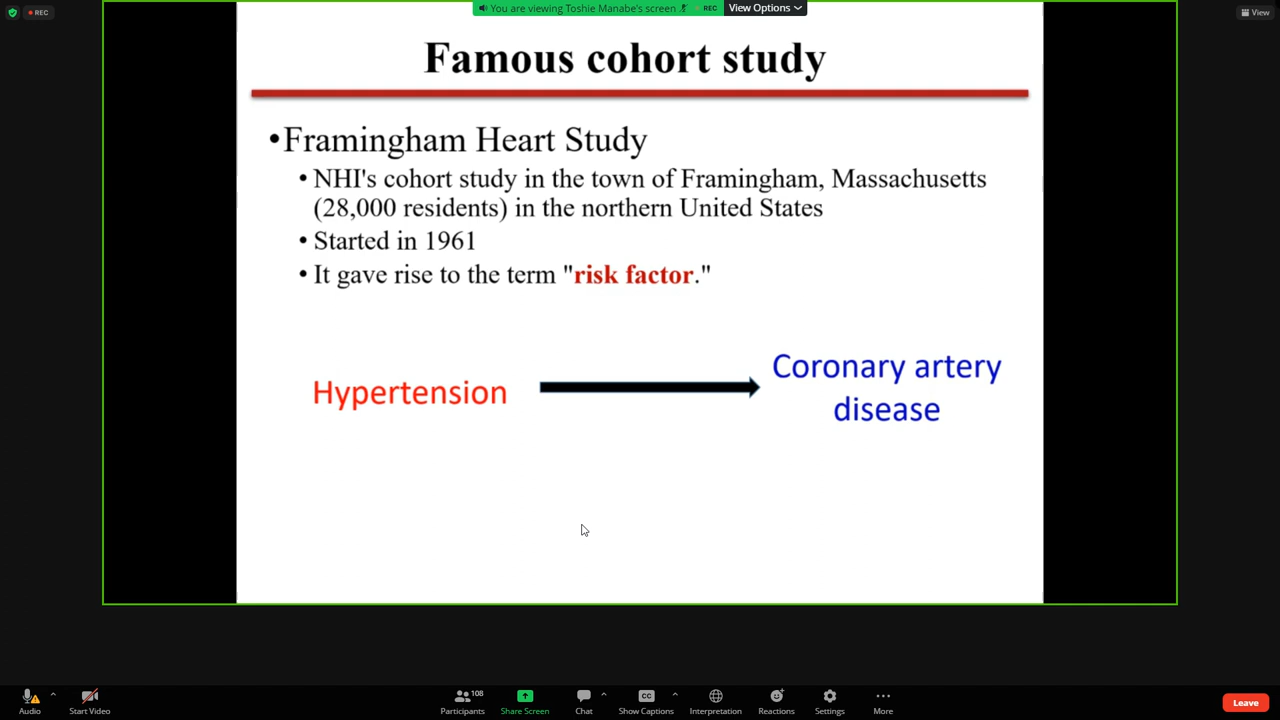 REC
You are viewing Toshie Manabe's screen
REC
View Options
View
Famous cohort study
•Framingham Heart Study
• NHI's cohort study in the town of Framingham, Massachusetts
(28,000 residents) in the northern United States
• Started in 1961
• It gave rise to the term "risk factor."
Hypertension
Coronary artery
disease
108
CC
Audio
Start Video
Participants
Share Screen
Chat
Show Captions
Interpretation
Reactions
Settings
More
Leave